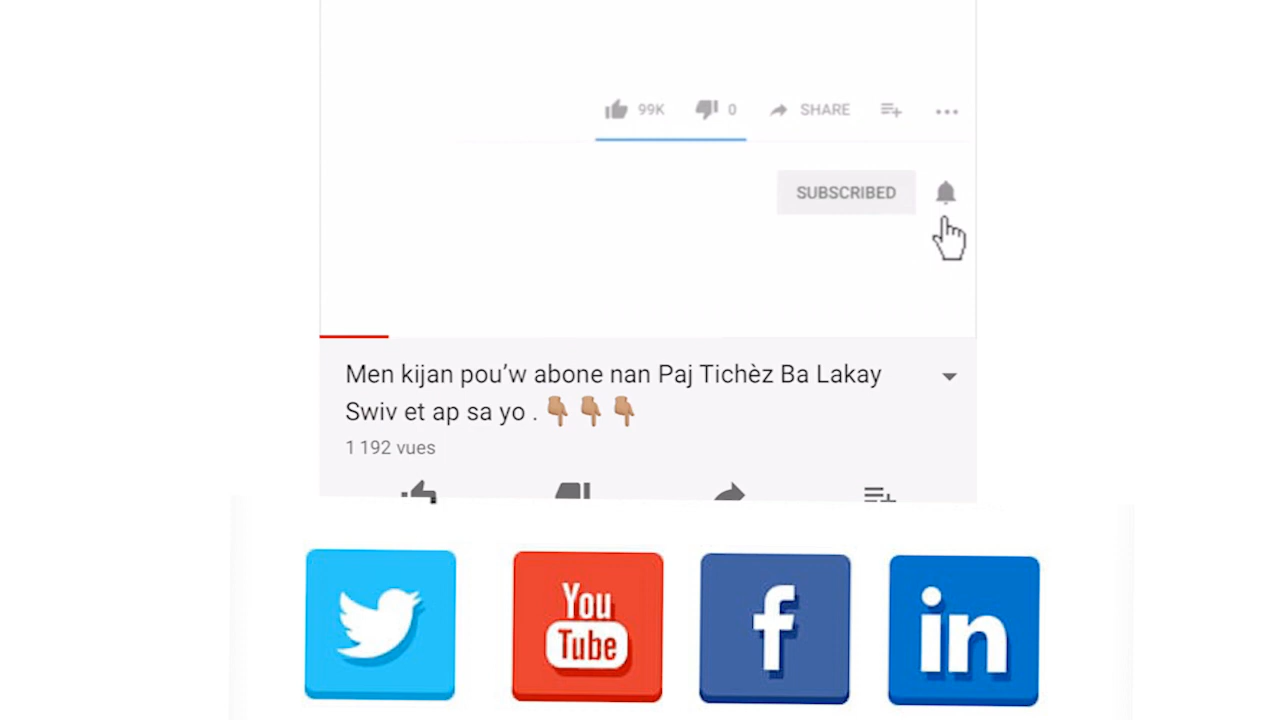 99K 0 SHARE
SUBSCRIBED
Men kijan pou’w abone nan Paj Tichèz Ba Lakay
Swiv et ap sa yo . 👇🏽👇🏽👇🏽
1 192 vues
You
Tube
f
in